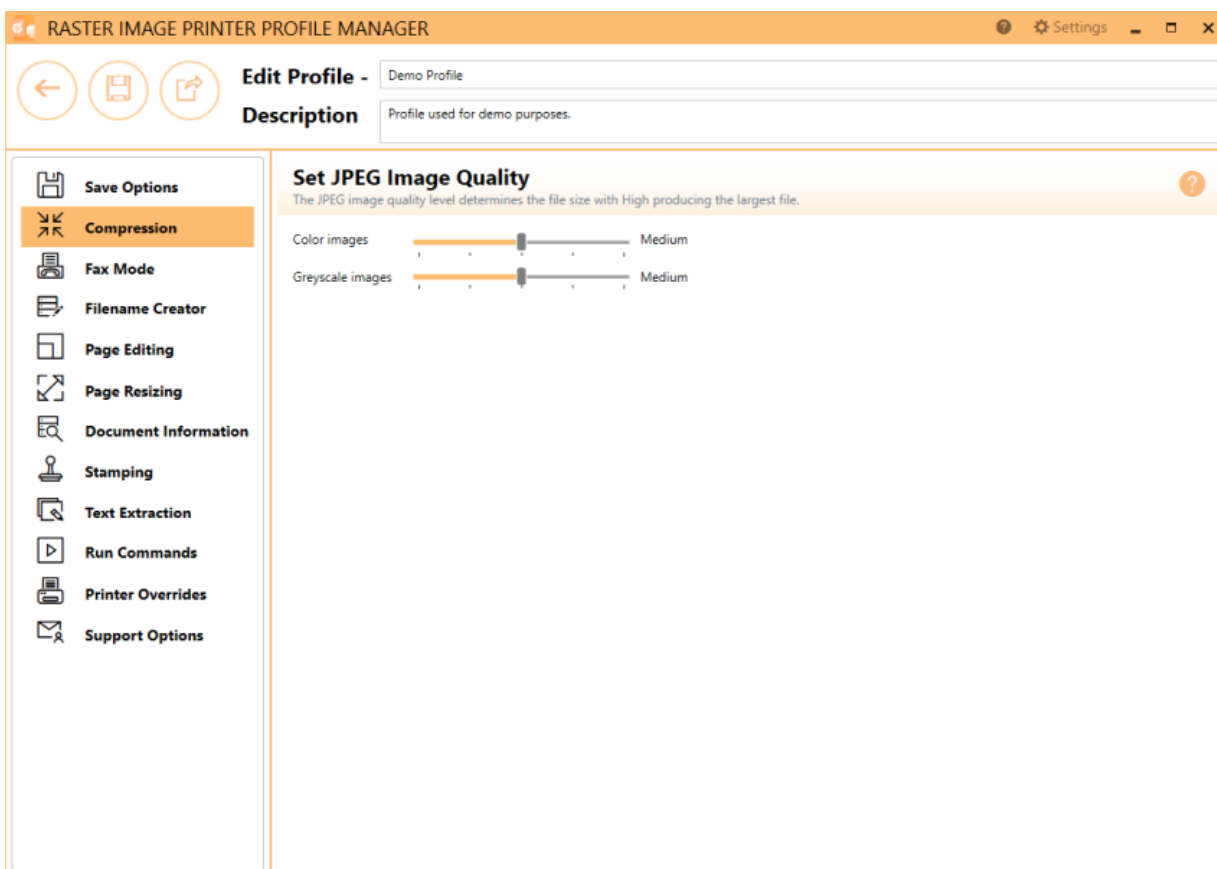 RASTER IMAGE PRINTER PROFILE MANAGER
? Settings
Edit Profile - Demo Profile
Description Profile used for demo purposes.
Save Options
Compression
Fax Mode
Filename Creator
Page Editing
Page Resizing
Document Information
Stamping
Text Extraction
Run Commands
Printer Overrides
Support Options
Set JPEG Image Quality
?
The JPEG image quality level determines the file size with High producing the largest file.
Color images Medium
Greyscale images Medium